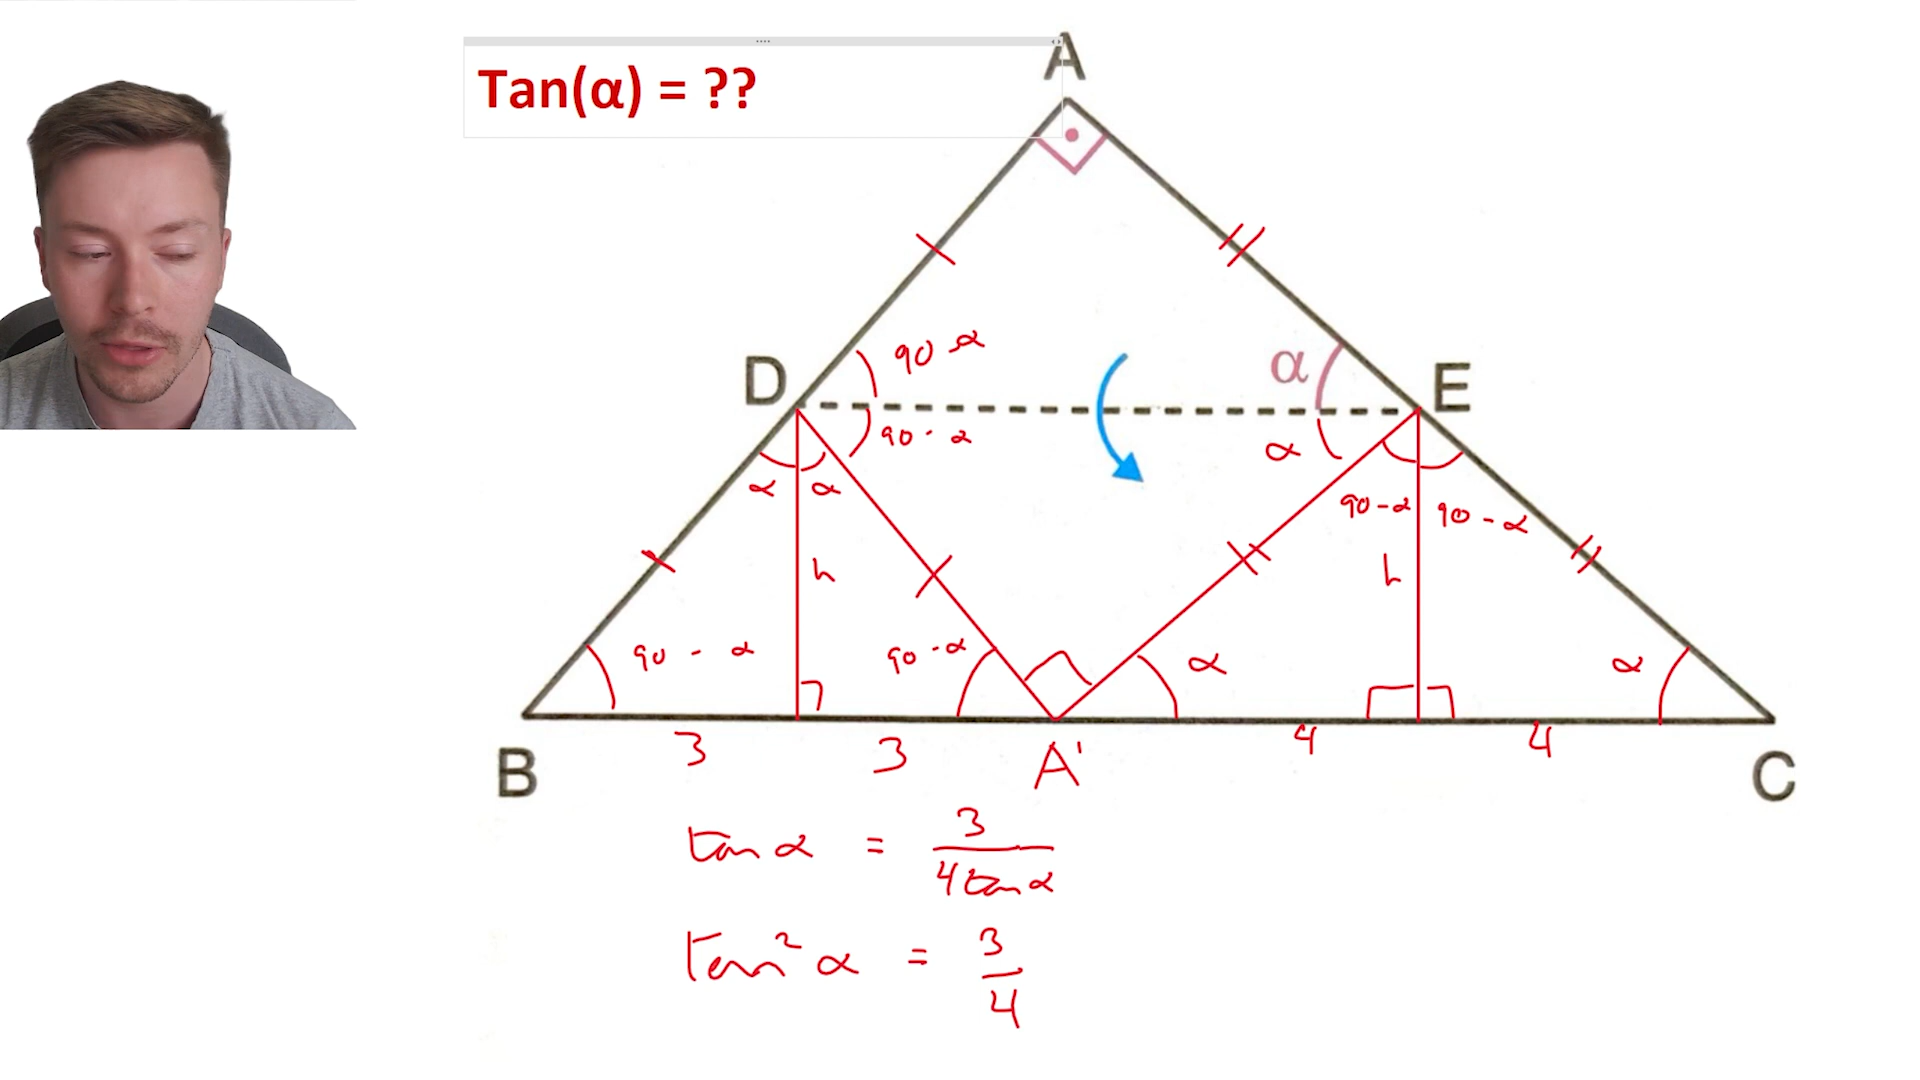 Tan(α) = ??
A
90 - α
α
D
E
90 - α
α
α α
90 - α 90 - α
h
h
90 - α
90 - α
α
α
3
3
4
4
B
A'
C
tan α = 3 / 4 tan α
tan² α = 3 / 4